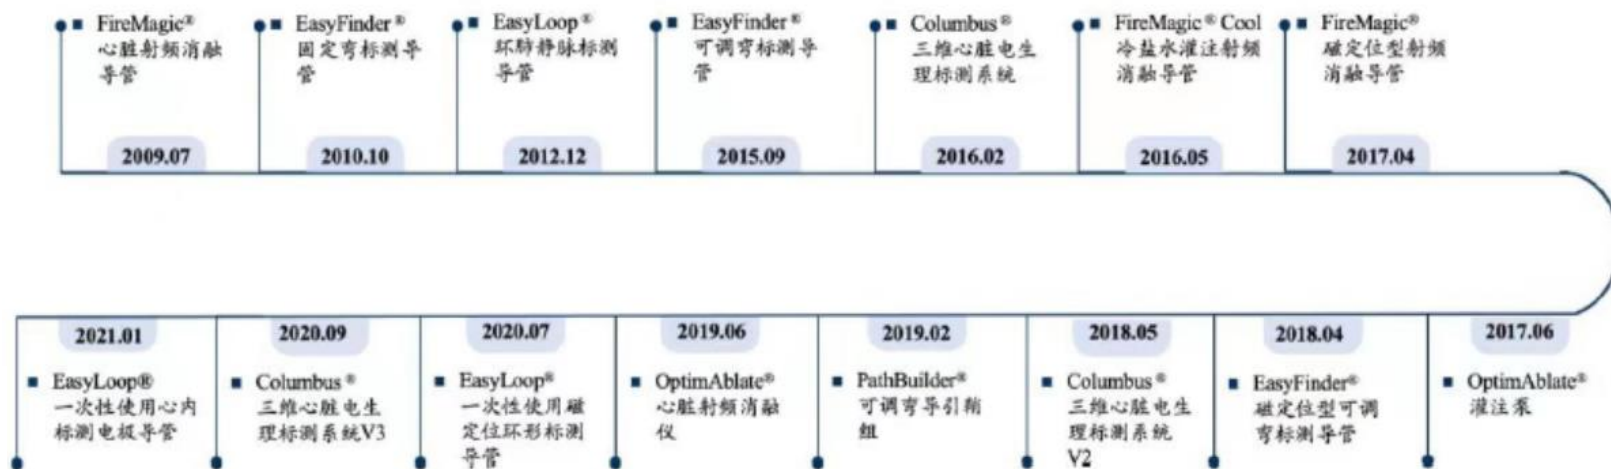 FireMagic®
心脏射频消融
导管
2009.07
EasyFinder®
固定弯标测导
管
2010.10
EasyLoop®
环肺静脉标测
导管
2012.12
EasyFinder®
可调弯标测导
管
2015.09
Columbus®
三维心脏电生
理标测系统
2016.02
FireMagic® Cool
冷盐水灌注射频
消融导管
2016.05
FireMagic®
磁定位型射频
消融导管
2017.04
2017.06
OptimAblate®
灌注泵
2018.04
EasyFinder®
磁定位型可调
弯标测导管
2018.05
Columbus®
三维心脏电生
理标测系统
V2
2019.02
PathBuilder®
可调弯导引鞘
组
2019.06
OptimAblate®
心脏射频消融
仪
2020.07
EasyLoop®
一次性使用磁
定位环形标测
导管
2020.09
Columbus®
三维心脏电生
理标测系统V3
2021.01
EasyLoop®
一次性使用心内
标测电极导管